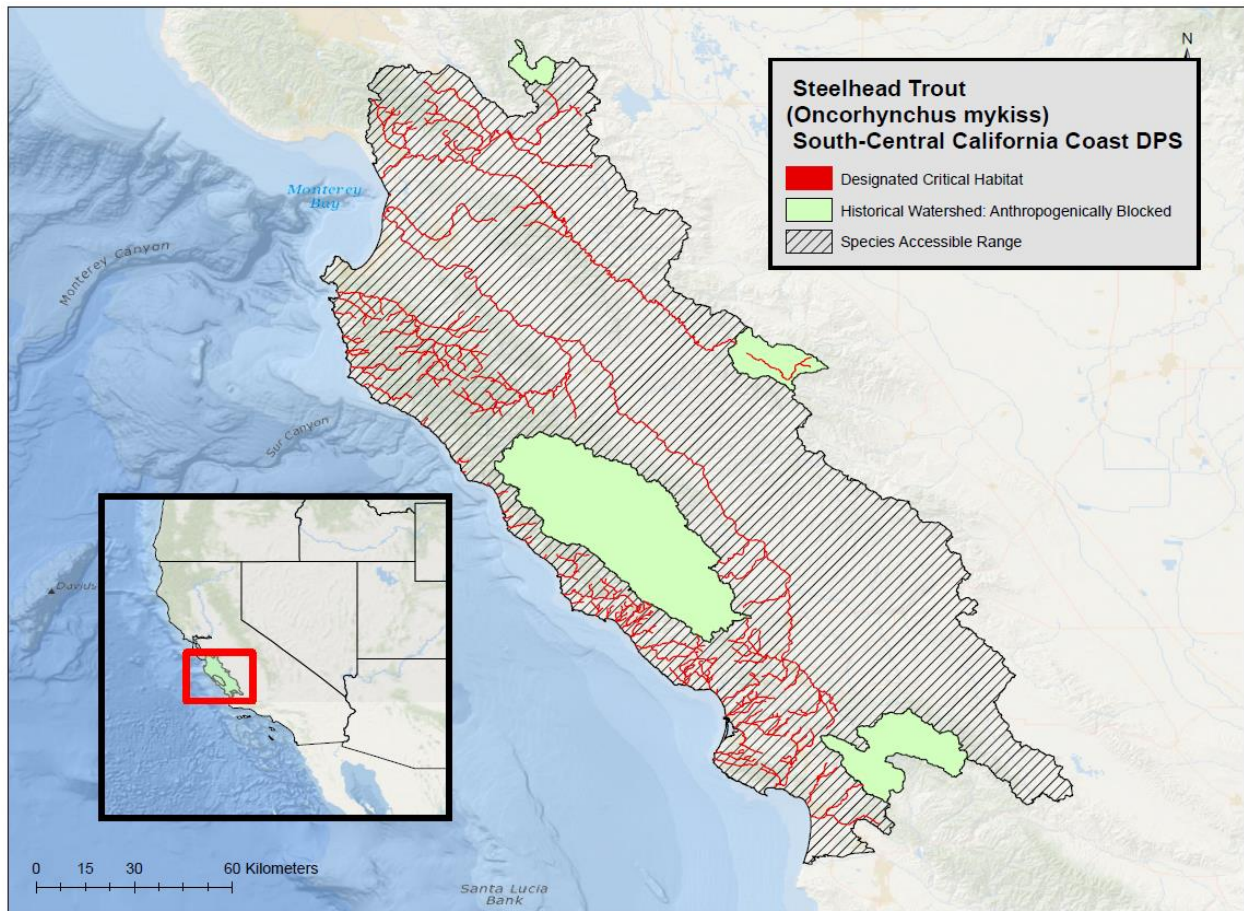 N
Steelhead Trout
(Oncorhynchus mykiss)
South-Central California Coast DPS
Designated Critical Habitat
Historical Watershed: Anthropogenically Blocked
Species Accessible Range
Monterey
Bay
Monterey Canyon
Sur Canyon
Davids
0 15 30 60 Kilometers
Santa Lucia
Bank